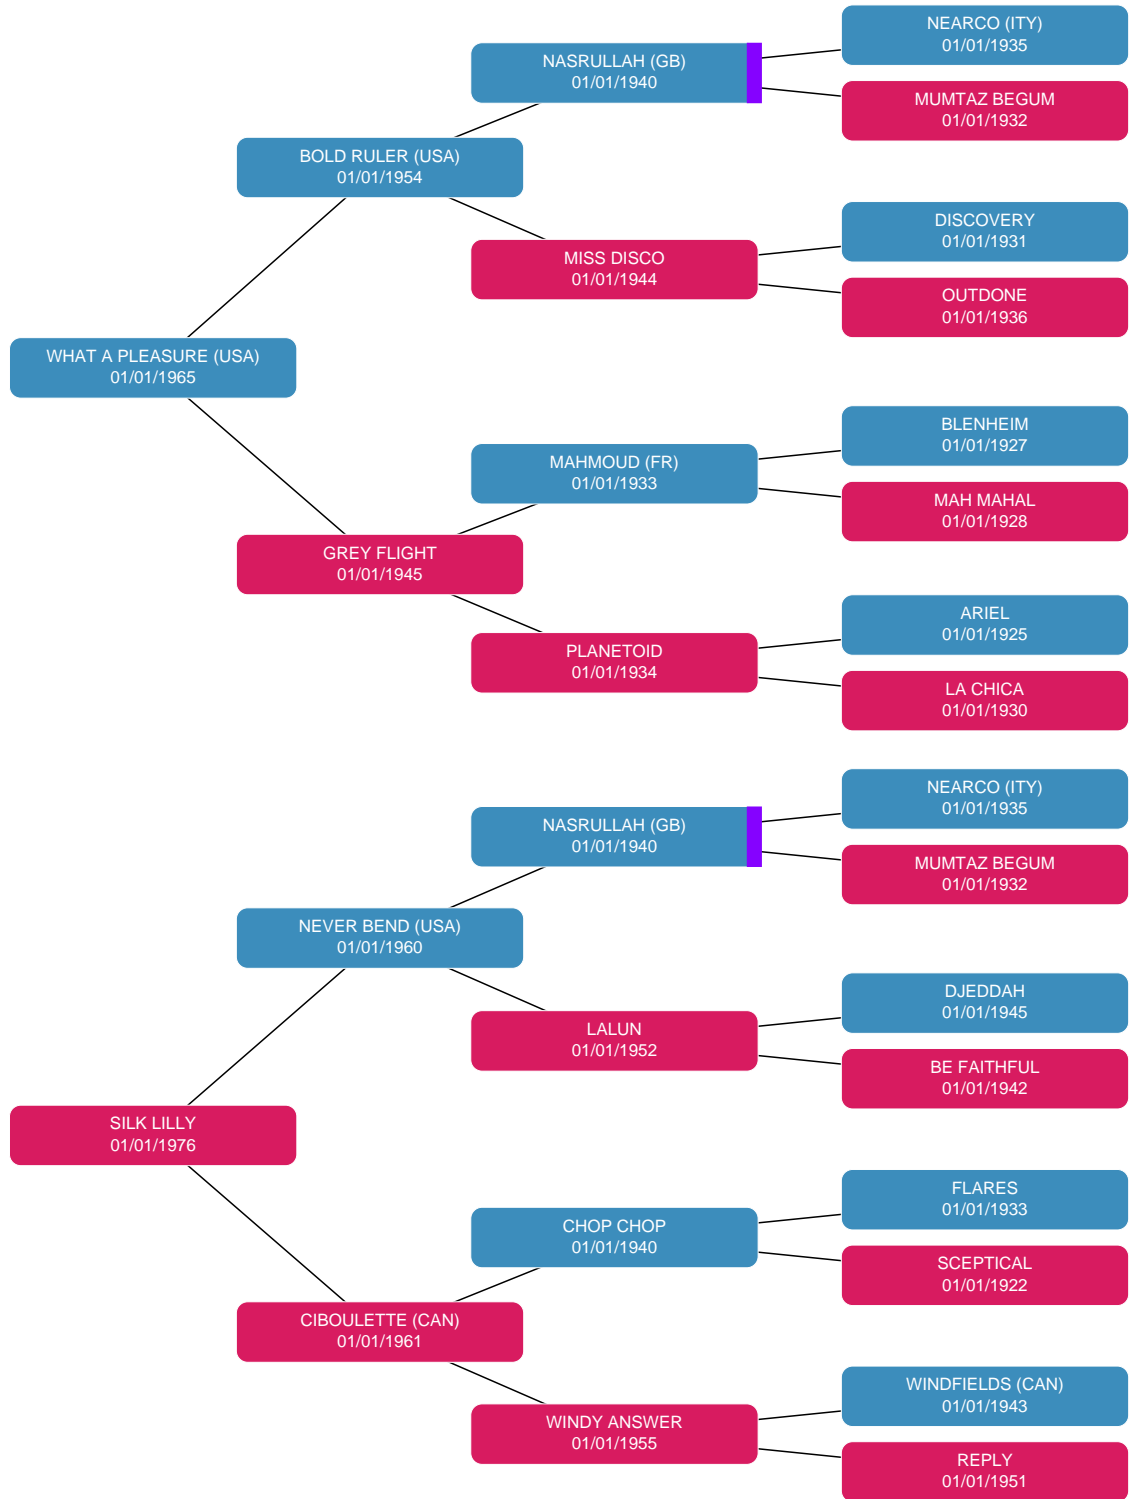 NEARCO (ITY)
01/01/1935
NASRULLAH (GB)
01/01/1940
MUMTAZ BEGUM
01/01/1932
BOLD RULER (USA)
01/01/1954
DISCOVERY
01/01/1931
MISS DISCO
01/01/1944
OUTDONE
01/01/1936
WHAT A PLEASURE (USA)
01/01/1965
BLENHEIM
01/01/1927
MAHMOUD (FR)
01/01/1933
MAH MAHAL
01/01/1928
GREY FLIGHT
01/01/1945
ARIEL
01/01/1925
PLANETOID
01/01/1934
LA CHICA
01/01/1930
NEARCO (ITY)
01/01/1935
NASRULLAH (GB)
01/01/1940
MUMTAZ BEGUM
01/01/1932
NEVER BEND (USA)
01/01/1960
DJEDDAH
01/01/1945
LALUN
01/01/1952
BE FAITHFUL
01/01/1942
SILK LILLY
01/01/1976
FLARES
01/01/1933
CHOP CHOP
01/01/1940
SCEPTICAL
01/01/1922
CIBOULETTE (CAN)
01/01/1961
WINDFIELDS (CAN)
01/01/1943
WINDY ANSWER
01/01/1955
REPLY
01/01/1951